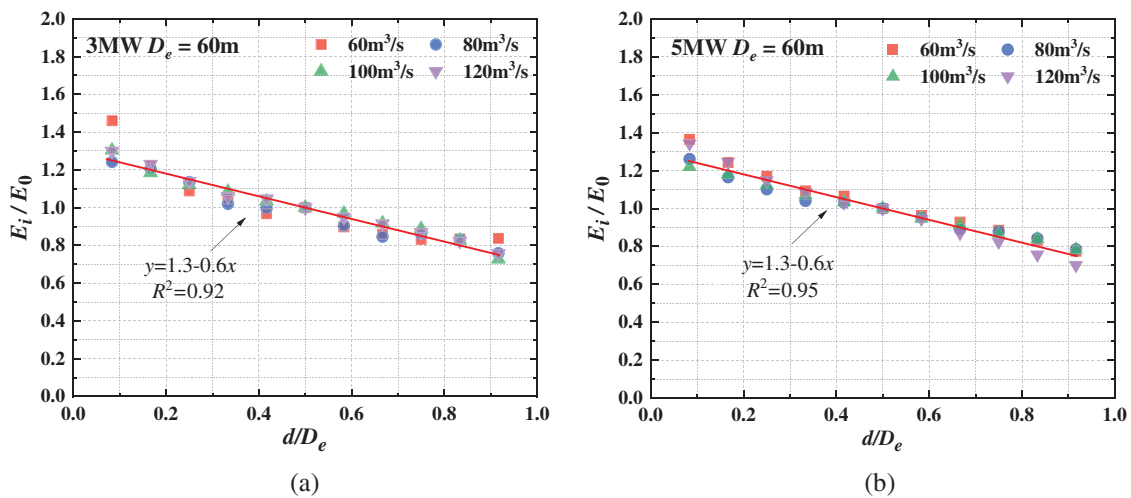 3MW Dₑ = 60m
60m³/s
80m³/s
100m³/s
120m³/s
2.0
1.8
1.6
1.4
1.2
1.0
0.8
0.6
0.4
0.2
0.0
Eᵢ / E₀
y=1.3-0.6x
R²=0.92
0.0 0.2 0.4 0.6 0.8 1.0
d/Dₑ
(a)
5MW Dₑ = 60m
60m³/s
80m³/s
100m³/s
120m³/s
2.0
1.8
1.6
1.4
1.2
1.0
0.8
0.6
0.4
0.2
0.0
Eᵢ / E₀
y=1.3-0.6x
R²=0.95
0.0 0.2 0.4 0.6 0.8 1.0
d/Dₑ
(b)